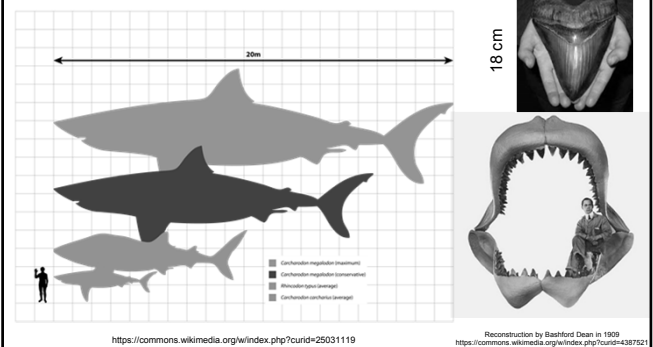 20m
Carcharodon megalodon (maximum)
Carcharodon megalodon (conservative)
Rhincodon typus (average)
Carcharodon carcharias (average)
https://commons.wikimedia.org/w/index.php?curid=25031119
18 cm
Reconstruction by Bashford Dean in 1909
https://commons.wikimedia.org/w/index.php?curid=4387521